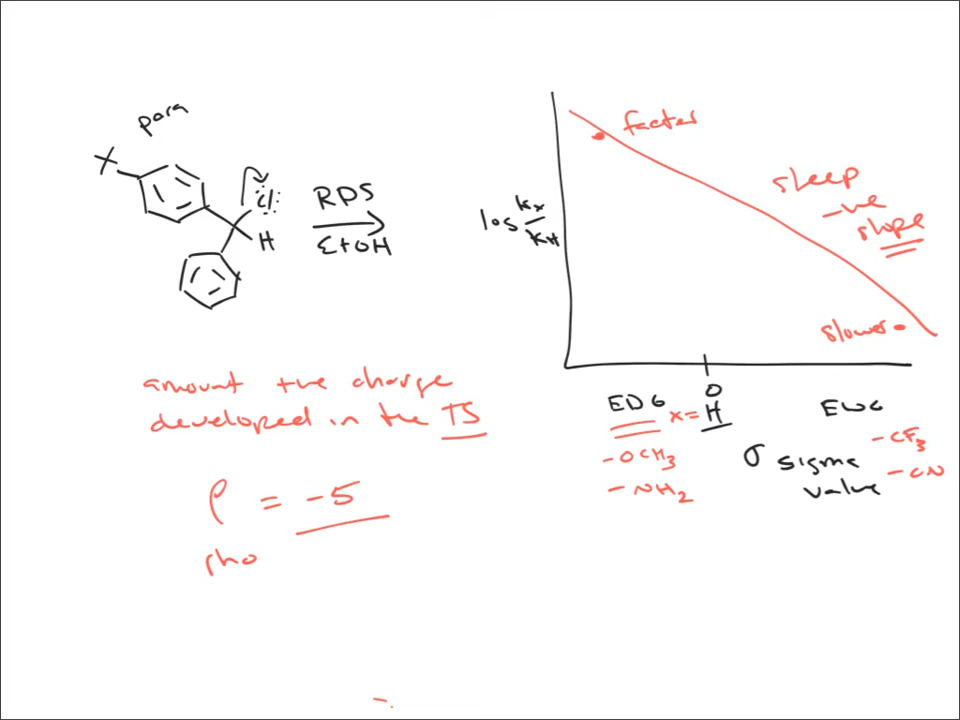 para
X
Cl
H
RDS
EtOH
log kx/kH
faster
steep
-ve
slope
slower
0
EDG x= H EWG
-OCH3
-NH2
σ sigma
value
-CF3
-CN
amount +ve charge
developed in the TS
ρ = -5
rho